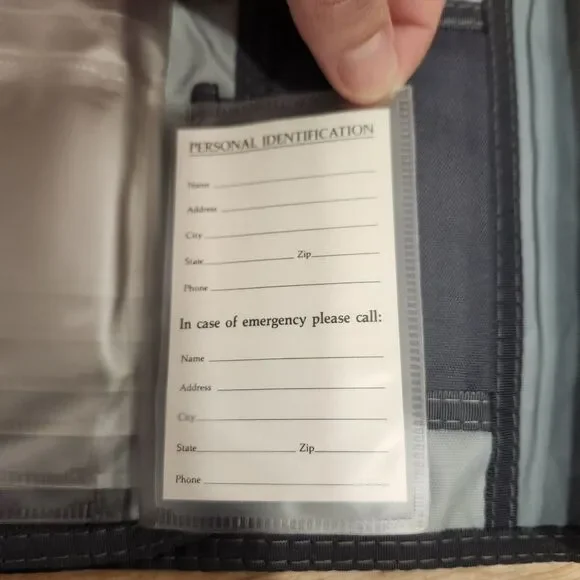 PERSONAL IDENTIFICATION
Name
Address
City
State Zip
Phone
In case of emergency please call:
Name
Address
City
State Zip
Phone